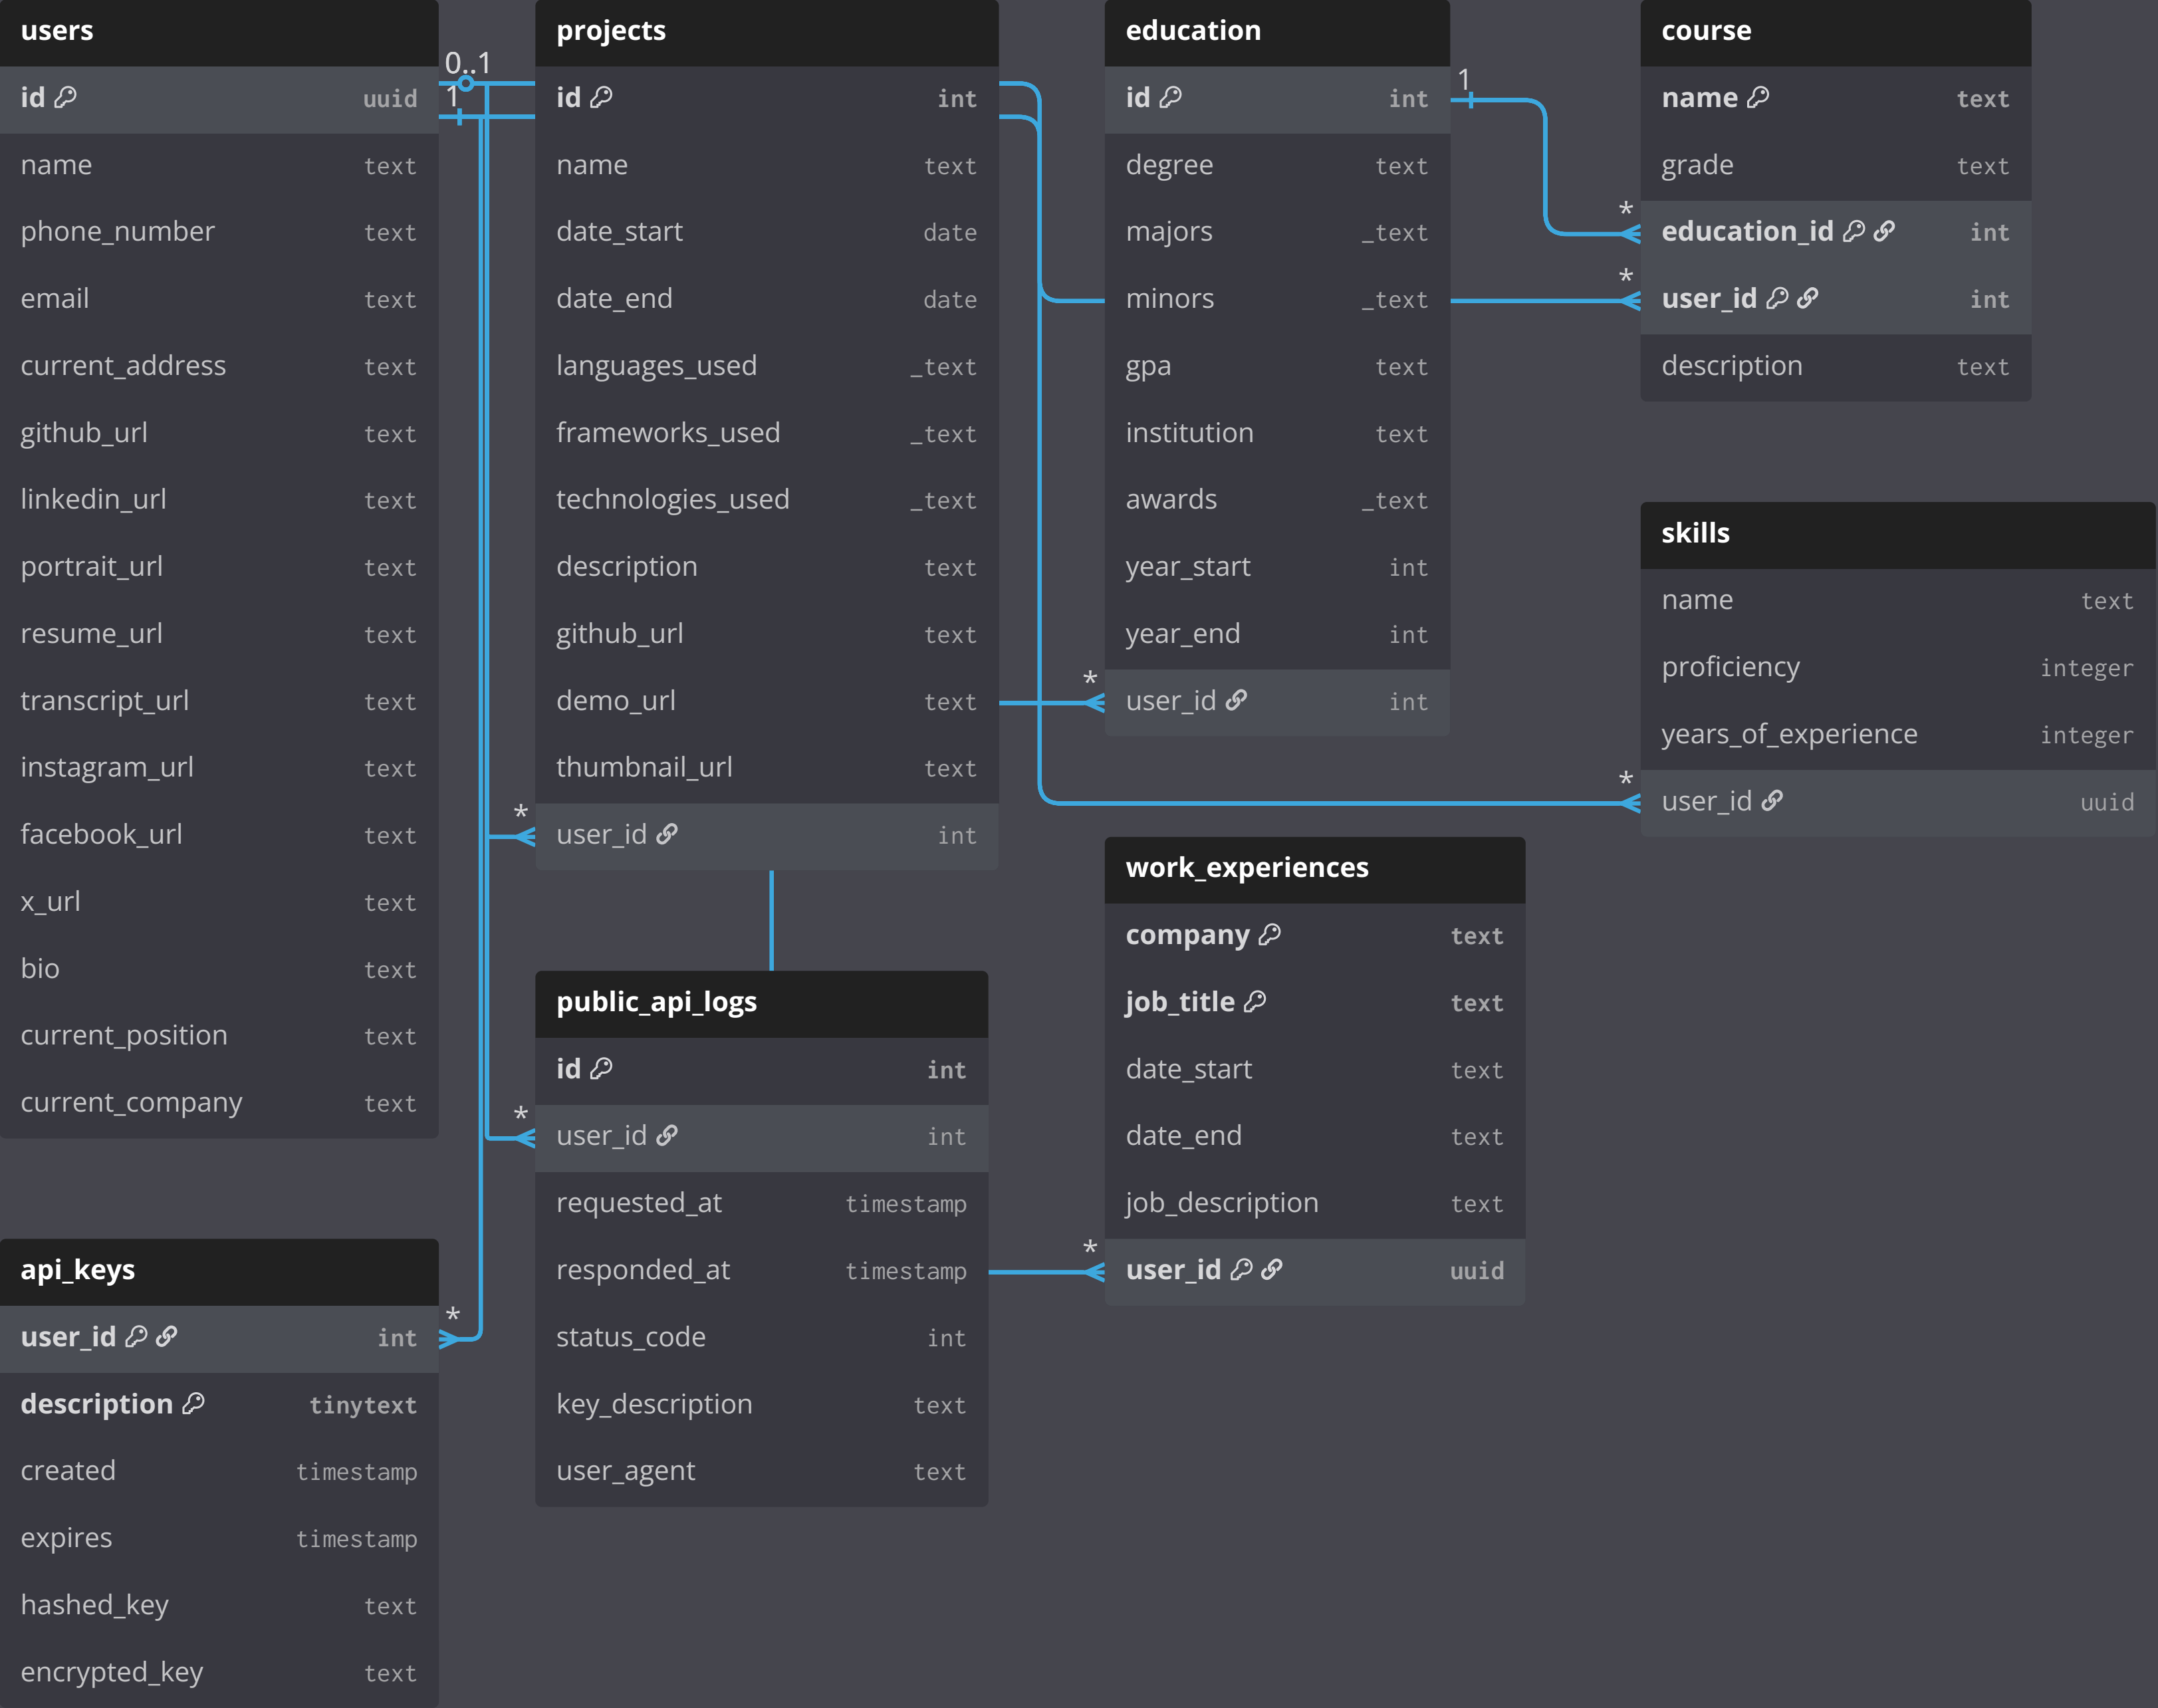 users
id uuid
name text
phone_number text
email text
current_address text
github_url text
linkedin_url text
portrait_url text
resume_url text
transcript_url text
instagram_url text
facebook_url text
x_url text
bio text
current_position text
current_company text
0..1
1
projects
id int
name text
date_start date
date_end date
languages_used _text
frameworks_used _text
technologies_used _text
description text
github_url text
demo_url text
thumbnail_url text
*
user_id int
education
id int
degree text
majors _text
minors _text
gpa text
institution text
awards _text
year_start int
year_end int
*
user_id int
1
course
name text
grade text
*
education_id int
*
user_id int
description text
skills
name text
proficiency integer
years_of_experience integer
*
user_id uuid
work_experiences
company text
job_title text
date_start text
date_end text
job_description text
*
user_id uuid
public_api_logs
id int
*
user_id int
requested_at timestamp
responded_at timestamp
status_code int
key_description text
user_agent text
api_keys
*
user_id int
description tinytext
created timestamp
expires timestamp
hashed_key text
encrypted_key text